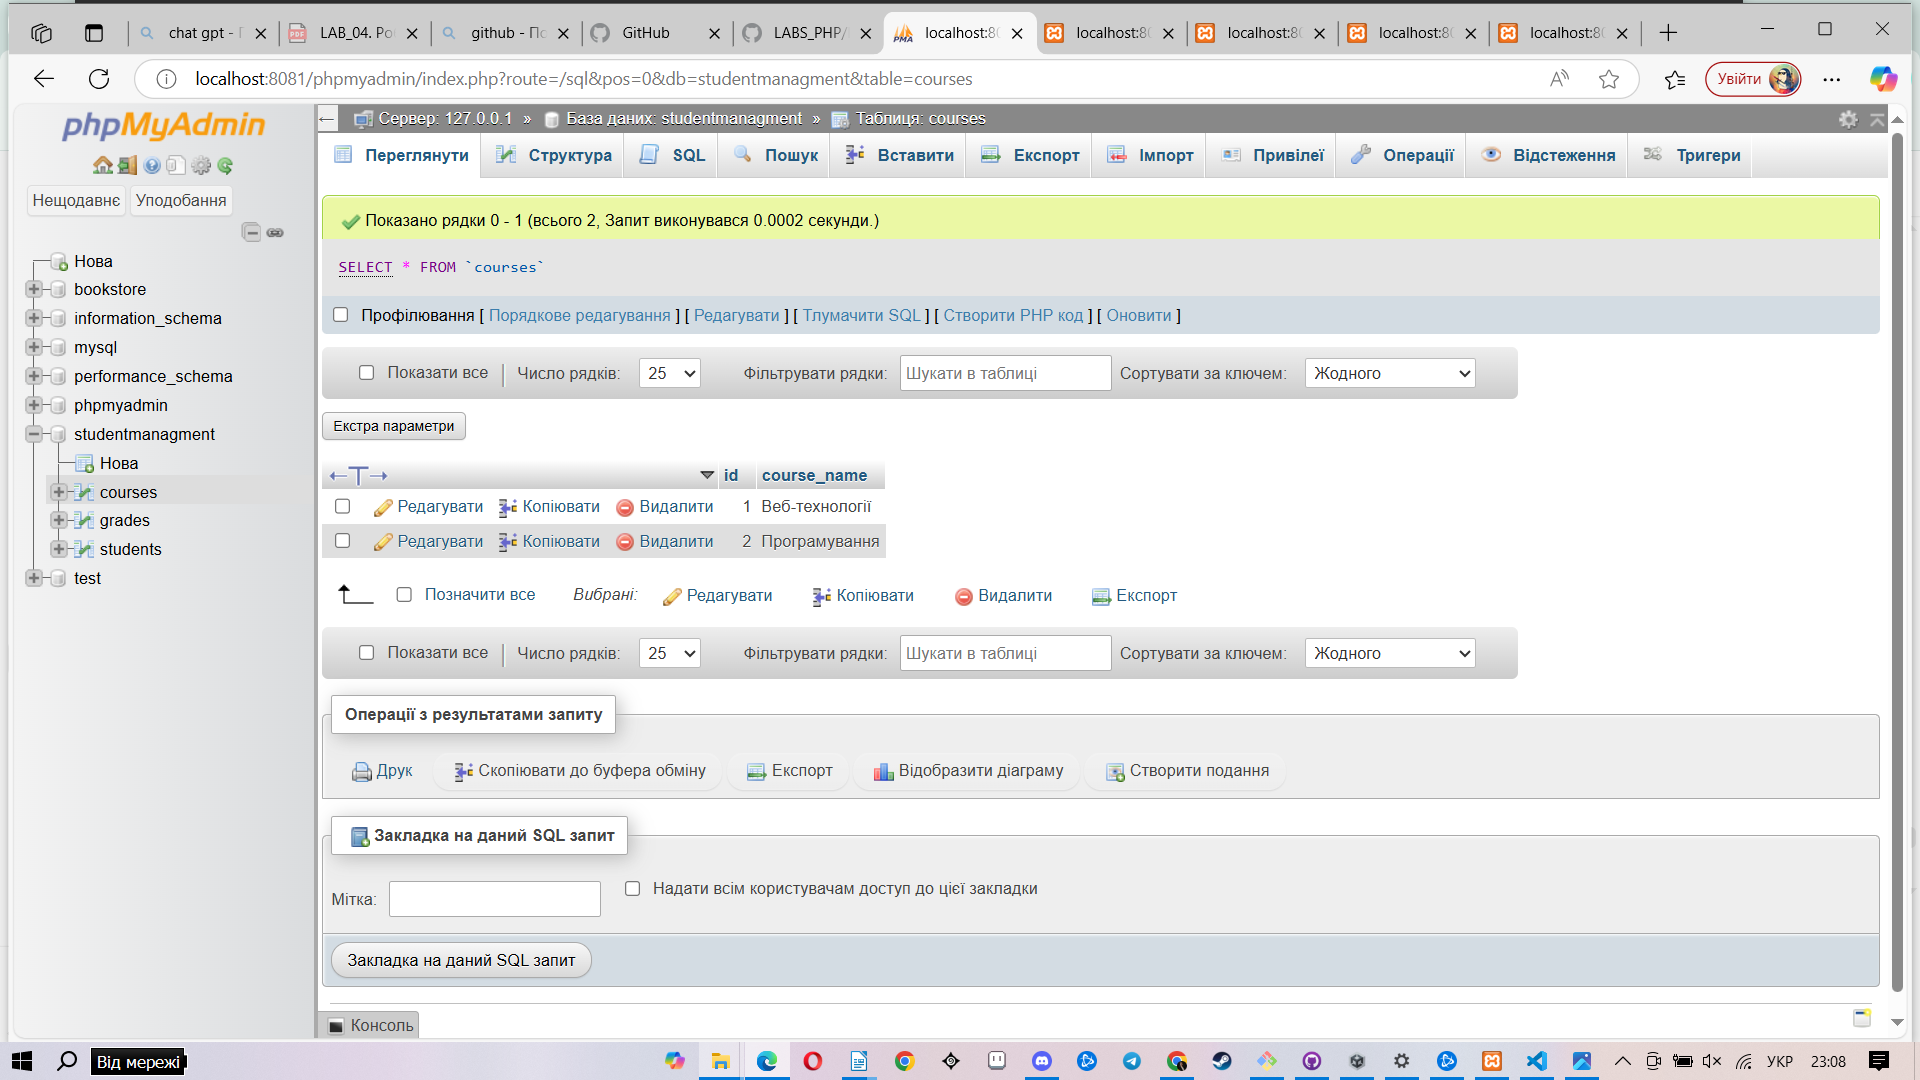 chat gpt - П
LAB_04. Ро
github - По
GitHub
LABS_PHP/
localhost:80
localhost:80
localhost:80
localhost:80
localhost:80
localhost:8081/phpmyadmin/index.php?route=/sql&pos=0&db=studentmanagment&table=courses
Увійти
phpMyAdmin
Нещодавнє
Уподобання
Нова
bookstore
information_schema
mysql
performance_schema
phpmyadmin
studentmanagment
Нова
courses
grades
students
test
Сервер: 127.0.0.1 » База даних: studentmanagment » Таблиця: courses
Переглянути
Структура
SQL
Пошук
Вставити
Експорт
Імпорт
Привілеї
Операції
Відстеження
Тригери
Показано рядки 0 - 1 (всього 2, Запит виконувався 0.0002 секунди.)
SELECT * FROM `courses`
Профілювання [ Порядкове редагування ] [ Редагувати ] [ Тлумачити SQL ] [ Створити PHP код ] [ Оновити ]
Показати все Число рядків: 25 Фільтрувати рядки: Шукати в таблиці Сортувати за ключем: Жодного
Екстра параметри
id course_name
Редагувати Копіювати Видалити 1 Веб-технології
Редагувати Копіювати Видалити 2 Програмування
Позначити все Вибрані: Редагувати Копіювати Видалити Експорт
Показати все Число рядків: 25 Фільтрувати рядки: Шукати в таблиці Сортувати за ключем: Жодного
Операції з результатами запиту
Друк Скопіювати до буфера обміну Експорт Відобразити діаграму Створити подання
Закладка на даний SQL запит
Мітка: Надати всім користувачам доступ до цієї закладки
Закладка на даний SQL запит
Консоль
Від мережі
УКР
23:08